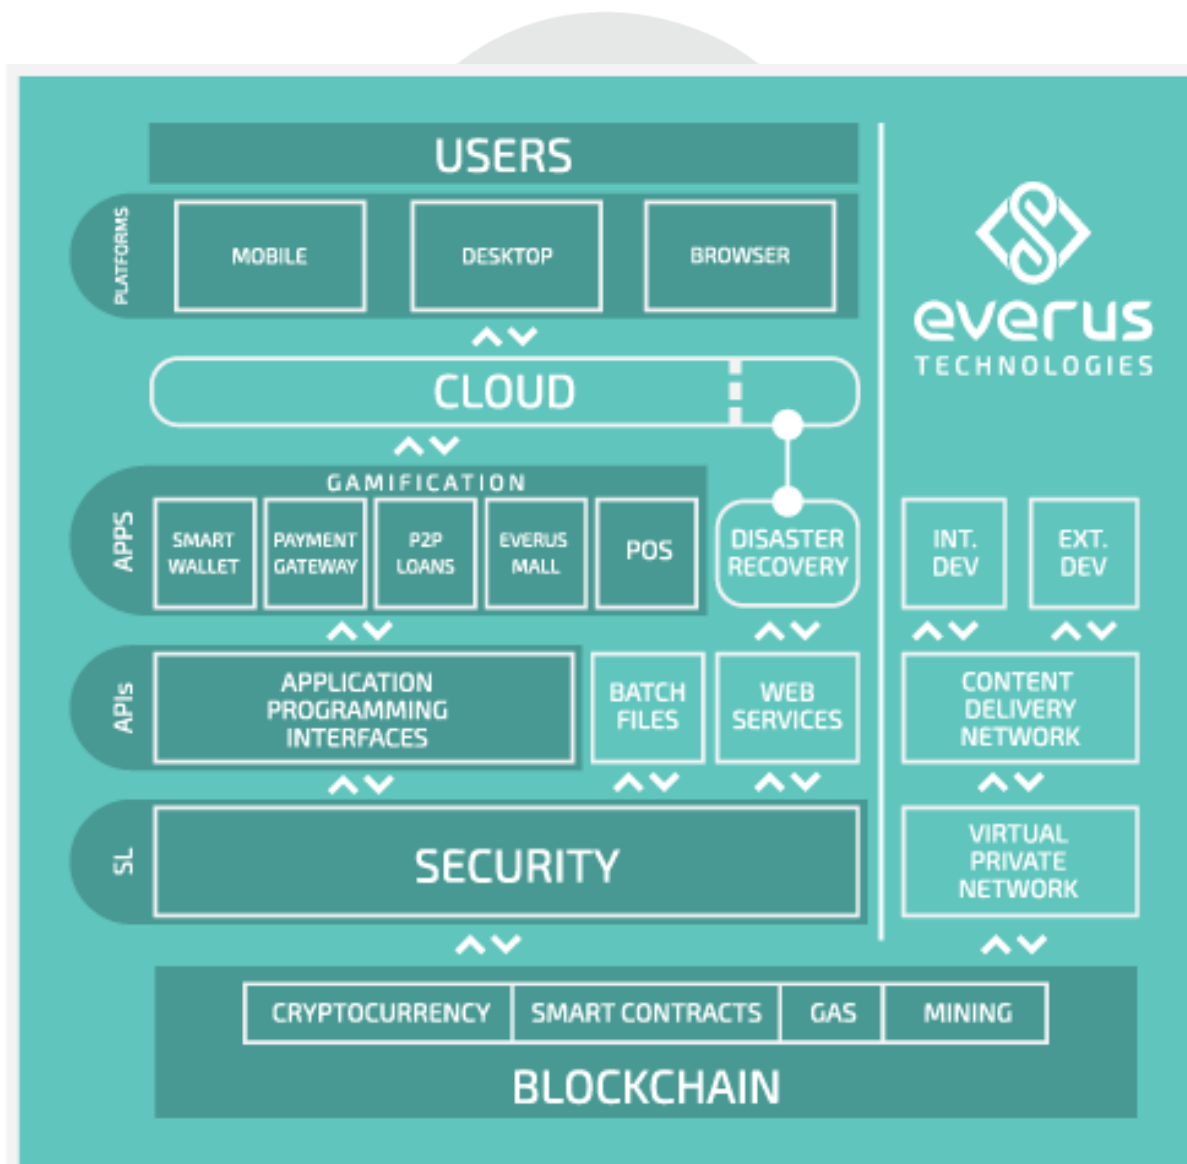 USERS
PLATFORMS
MOBILE
DESKTOP
BROWSER
everus
TECHNOLOGIES
CLOUD
GAMIFICATION
APPS
SMART
WALLET
PAYMENT
GATEWAY
P2P
LOANS
EVERUS
MALL
POS
DISASTER
RECOVERY
INT.
DEV
EXT.
DEV
APIs
APPLICATION
PROGRAMMING
INTERFACES
BATCH
FILES
WEB
SERVICES
CONTENT
DELIVERY
NETWORK
SL
SECURITY
VIRTUAL
PRIVATE
NETWORK
CRYPTOCURRENCY
SMART CONTRACTS
GAS
MINING
BLOCKCHAIN